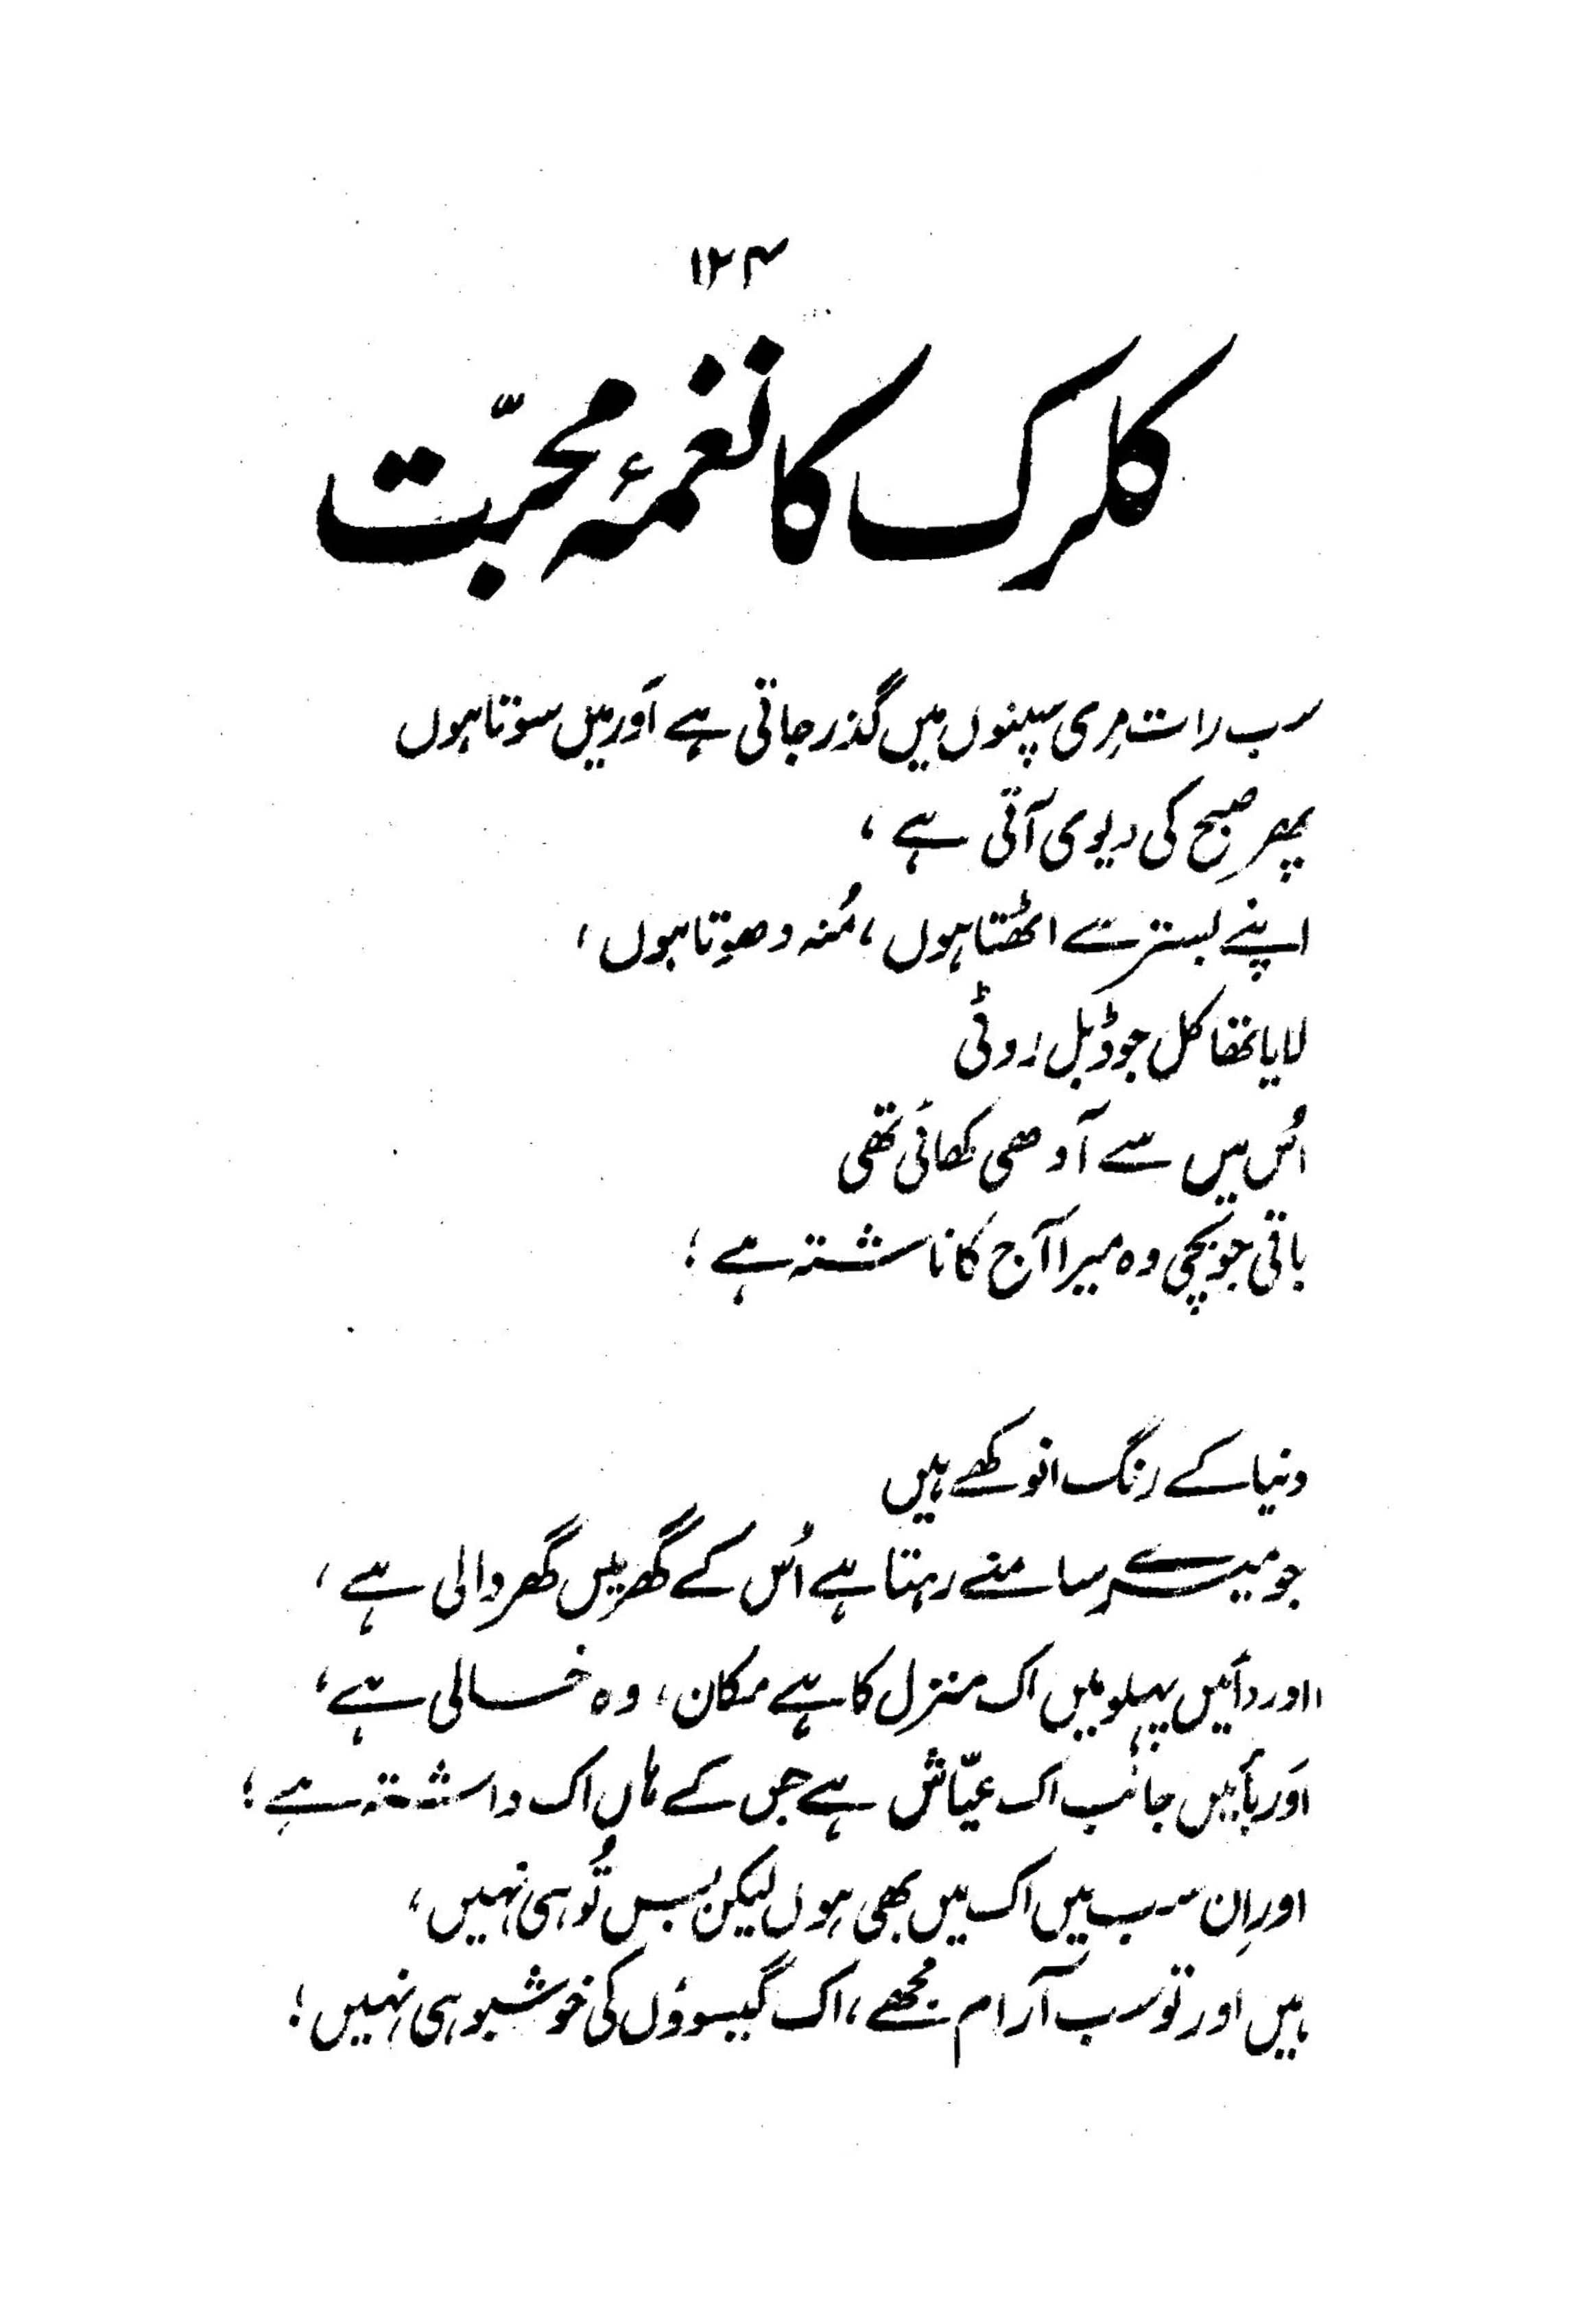 ۱۲۴
کلرک کا نغمۂ محبّت
سب رات مِری سپنوں میں گذر جاتی ہے اَور میں سوتا ہوں
پھر صبح کی دیوی آتی ہے ،
اپنے بستر سے اٹھتا ہوں ، مُنہ دھوتا ہوں ،
لایا تھا کل جو ڈبل روٹی
اُس میں سے آدھی کھائی تھی
باقی جو بچی وہ میرا آج کا ناشتہ ہے ؛
دنیا کے رنگ انوکھے ہیں
جو میرے سامنے رہتا ہے اُس کے گھر میں گھر والی ہے ،
اور دائیں پہلو میں اک منزل کا ہے مکان ، وہ خالی ہے ،
اَور بائیں جانب اک عیّاش ہے جس کے ہاں اک داشتہ ہے ؛
اور اِن سب میں اک میں بھی ہوں لیکن بس تُو ہی نہیں ،
ہیں اور تو سب آرام مجھے ، اک گیسوؤں کی خوشبو ہی نہیں ؛